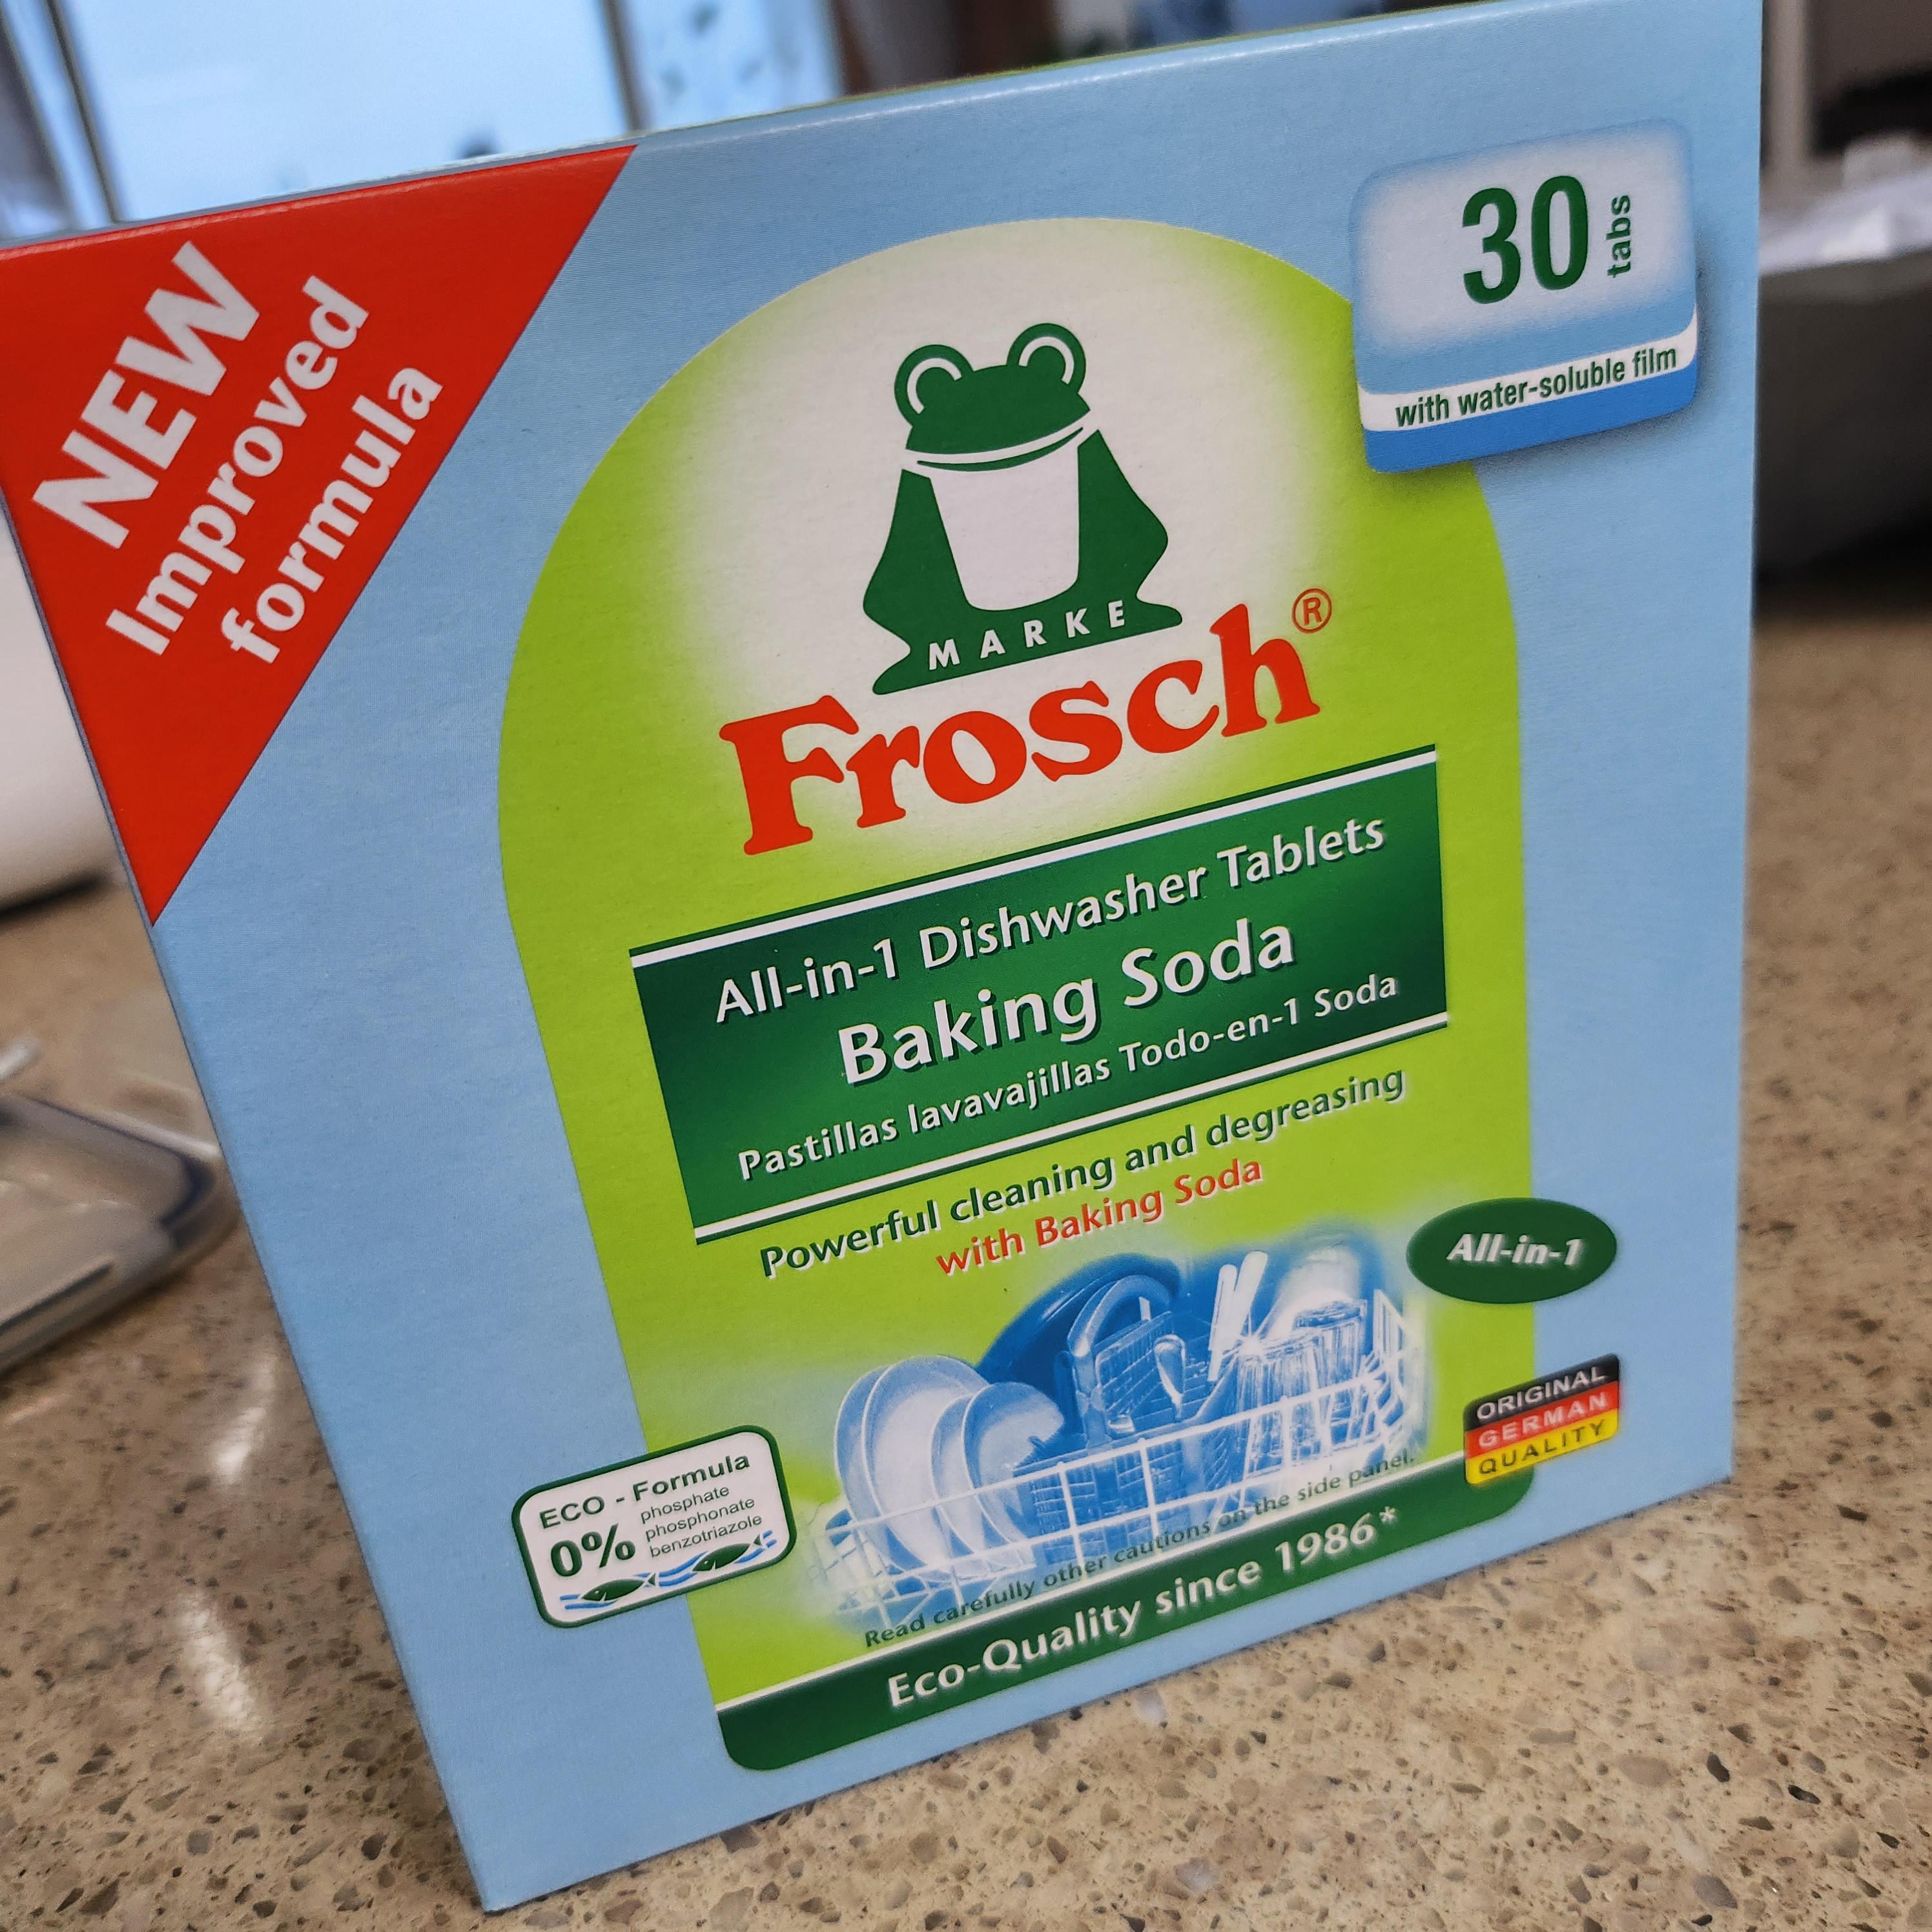 NEW
Improved
formula
30 tabs
with water-soluble film
MARKE
Frosch®
All-in-1 Dishwasher Tablets
Baking Soda
Pastillas lavavajillas Todo-en-1 Soda
Powerful cleaning and degreasing
with Baking Soda
All-in-1
ECO - Formula
0% phosphate
phosphonate
benzotriazole
ORIGINAL
GERMAN
QUALITY
Read carefully other cautions on the side panel.
Eco-Quality since 1986*